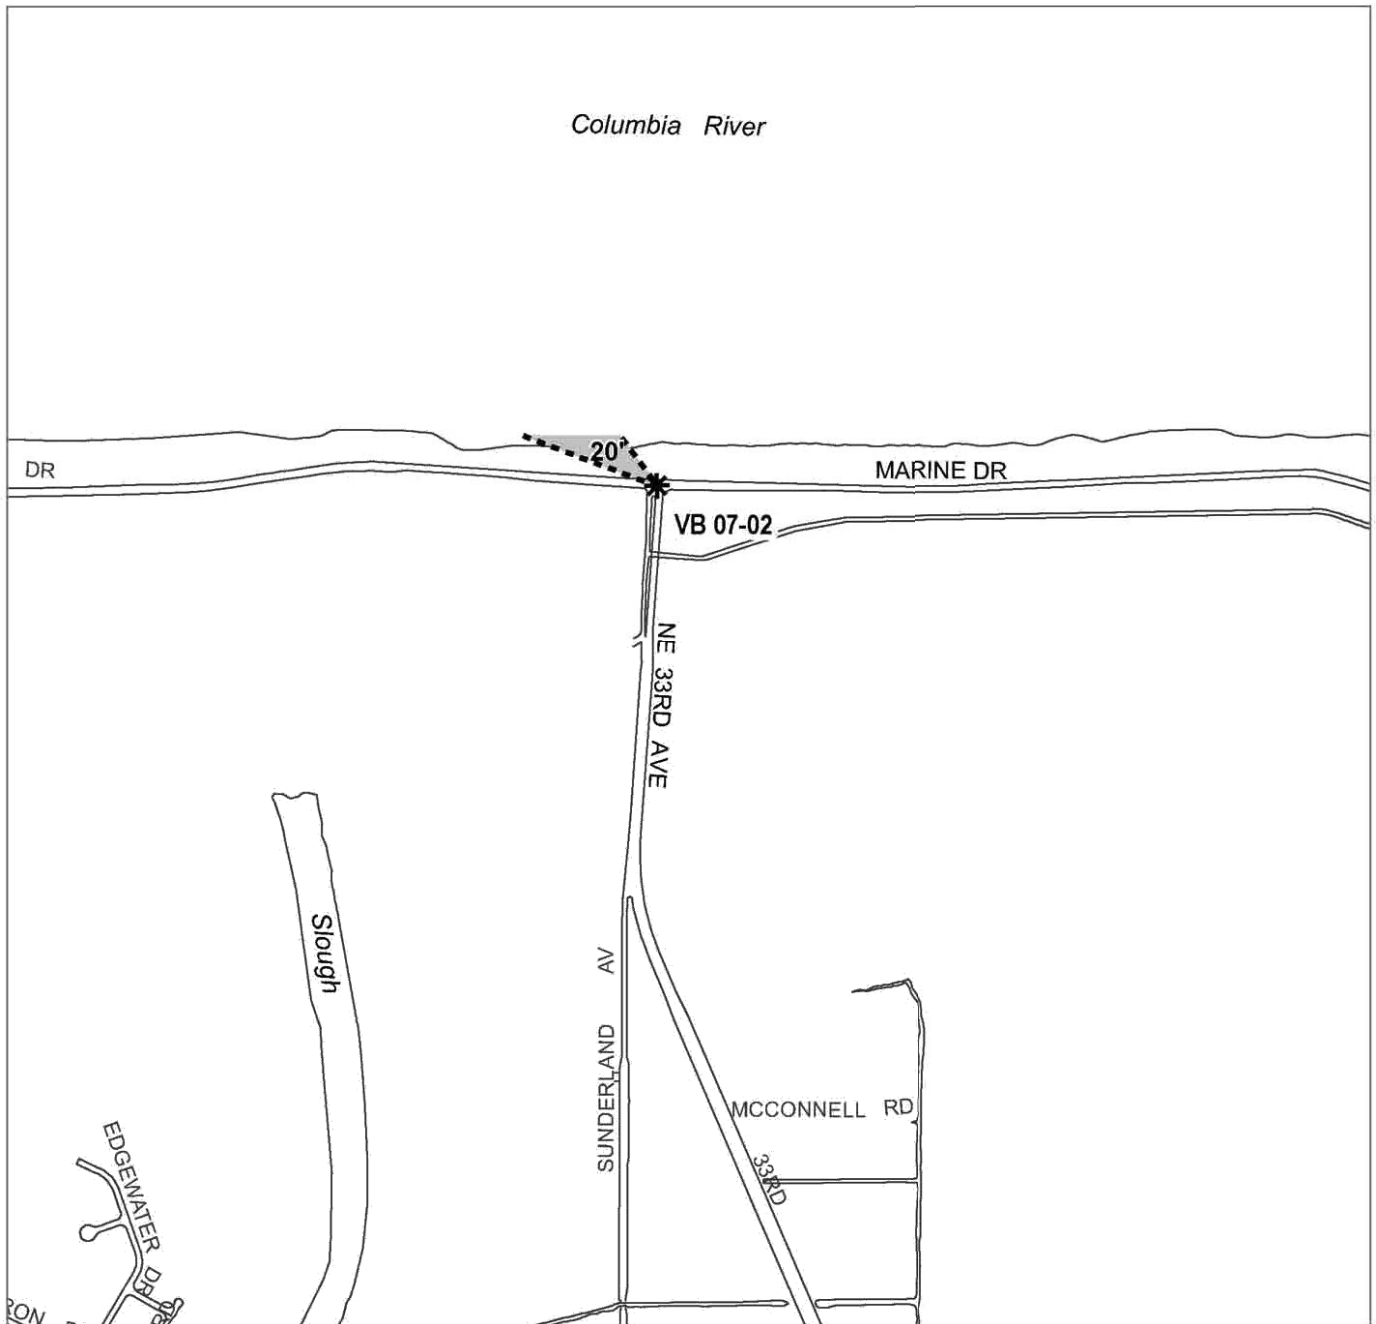 Columbia River
20'
DR
MARINE DR
VB 07-02
NE 33RD AVE
Slough
SUNDERLAND AV
MCCONNELL RD
33RD
EDGEWATER DR